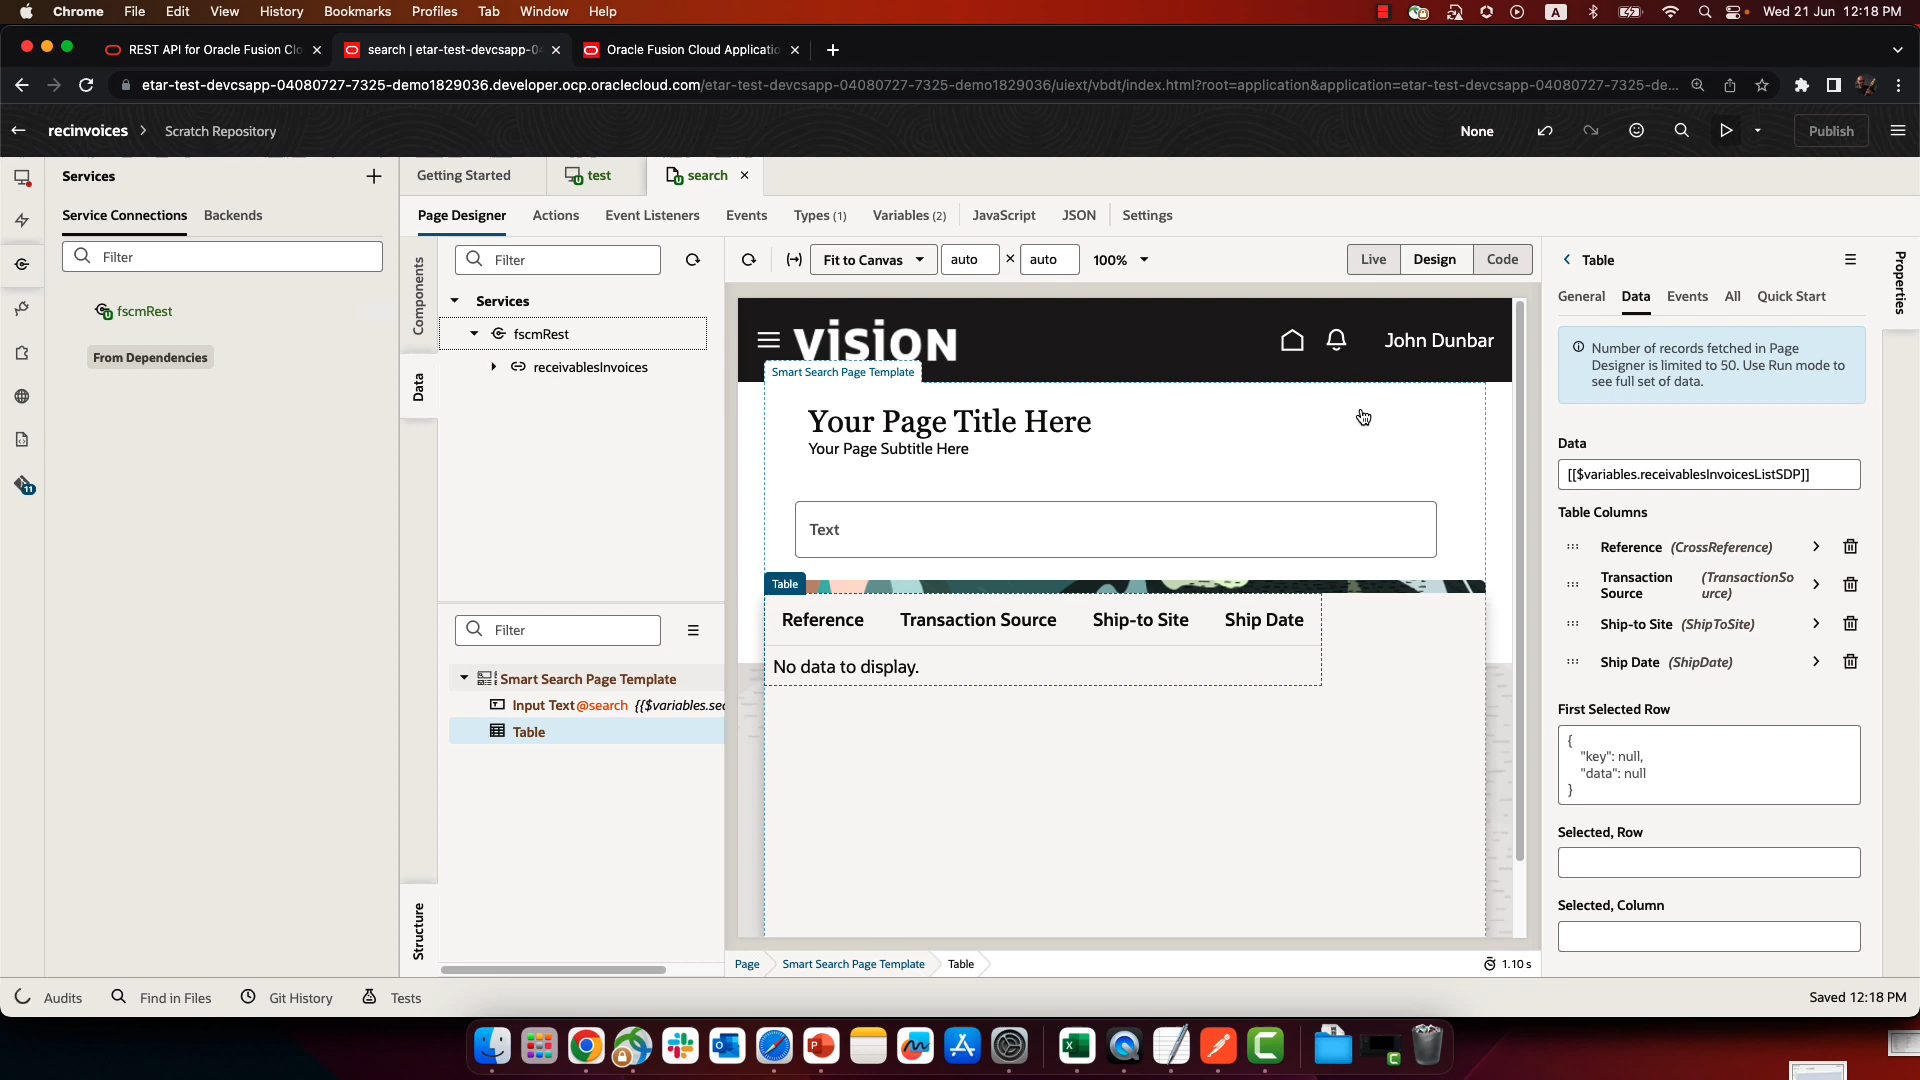 Chrome File Edit View History Bookmarks Profiles Tab Window Help
A Wed 21 Jun 12:18 PM
REST API for Oracle Fusion Clo
search | etar-test-devcsapp-04
Oracle Fusion Cloud Applicatio
etar-test-devcsapp-04080727-7325-demo1829036.developer.ocp.oraclecloud.com/etar-test-devcsapp-04080727-7325-demo1829036/uiext/vbdt/index.html?root=application&application=etar-test-devcsapp-04080727-7325-de...
recinvoices > Scratch Repository
None
Publish
Services
Service Connections Backends
Filter
fscmRest
From Dependencies
11
Getting Started
test
search
Page Designer Actions Event Listeners Events Types (1) Variables (2) JavaScript JSON Settings
Components
Data
Structure
Filter
Services
fscmRest
receivablesInvoices
Filter
Smart Search Page Template
Input Text@search {{$variables.sea
Table
Fit to Canvas auto × auto 100%
Live Design Code
vision
John Dunbar
Smart Search Page Template
Your Page Title Here
Your Page Subtitle Here
Text
Table
Reference Transaction Source Ship-to Site Ship Date
No data to display.
Page Smart Search Page Template Table
1.10 s
Table
Properties
General Data Events All Quick Start
Number of records fetched in Page
Designer is limited to 50. Use Run mode to
see full set of data.
Data
[[$variables.receivablesInvoicesListSDP]]
Table Columns
Reference (CrossReference)
Transaction (TransactionSo
Source urce)
Ship-to Site (ShipToSite)
Ship Date (ShipDate)
First Selected Row
{
"key": null,
"data": null
}
Selected, Row
Selected, Column
Audits Find in Files Git History Tests
Saved 12:18 PM